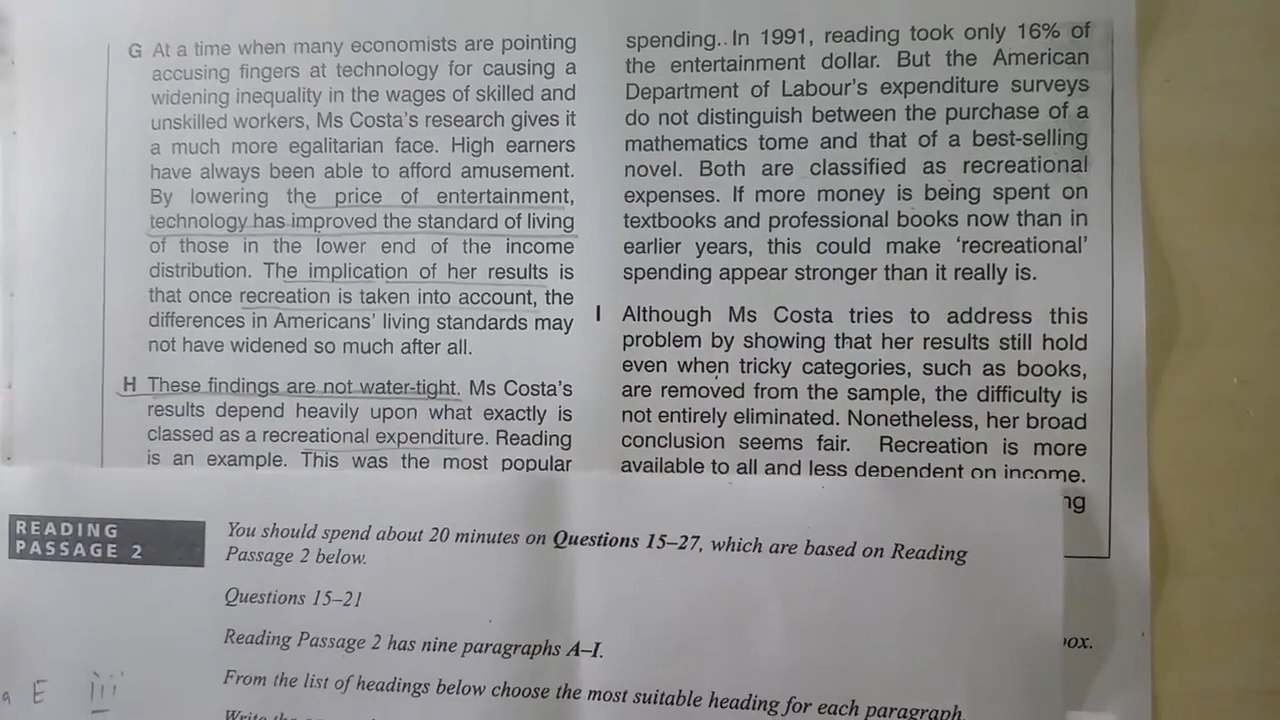 G At a time when many economists are pointing
accusing fingers at technology for causing a
widening inequality in the wages of skilled and
unskilled workers, Ms Costa's research gives it
a much more egalitarian face. High earners
have always been able to afford amusement.
By lowering the price of entertainment,
technology has improved the standard of living
of those in the lower end of the income
distribution. The implication of her results is
that once recreation is taken into account, the
differences in Americans' living standards may
not have widened so much after all.
H These findings are not water-tight. Ms Costa's
results depend heavily upon what exactly is
classed as a recreational expenditure. Reading
is an example. This was the most popular
spending. In 1991, reading took only 16% of
the entertainment dollar. But the American
Department of Labour's expenditure surveys
do not distinguish between the purchase of a
mathematics tome and that of a best-selling
novel. Both are classified as recreational
expenses. If more money is being spent on
textbooks and professional books now than in
earlier years, this could make 'recreational'
spending appear stronger than it really is.
I Although Ms Costa tries to address this
problem by showing that her results still hold
even when tricky categories, such as books,
are removed from the sample, the difficulty is
not entirely eliminated. Nonetheless, her broad
conclusion seems fair. Recreation is more
available to all and less dependent on income.
READING
PASSAGE 2
You should spend about 20 minutes on Questions 15–27, which are based on Reading
Passage 2 below.
Questions 15–21
Reading Passage 2 has nine paragraphs A–I.
From the list of headings below choose the most suitable heading for each paragraph.
E iii